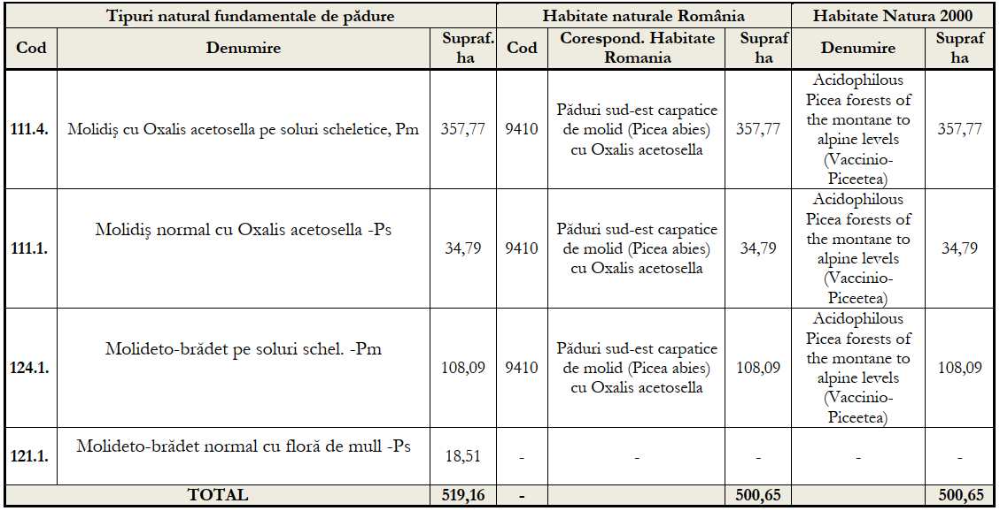 Tipuri natural fundamentale de pădure Habitate naturale România Habitate Natura 2000
Cod Denumire Supraf. ha Cod Corespond. Habitate Romania Supraf ha Denumire Supraf ha
111.4. Molidiş cu Oxalis acetosella pe soluri scheletice, Pm 357,77 9410
Păduri sud-est carpatice
de molid (Picea abies)
cu Oxalis acetosella
357,77
Acidophilous
Picea forests of
the montane to
alpine levels
(Vaccinio-
Piceetea)
357,77
111.1. Molidiş normal cu Oxalis acetosella -Ps 34,79 9410
Păduri sud-est carpatice
de molid (Picea abies)
cu Oxalis acetosella
34,79
Acidophilous
Picea forests of
the montane to
alpine levels
(Vaccinio-
Piceetea)
34,79
124.1. Molideto-brădet pe soluri schel. -Pm 108,09 9410
Păduri sud-est carpatice
de molid (Picea abies)
cu Oxalis acetosella
108,09
Acidophilous
Picea forests of
the montane to
alpine levels
(Vaccinio-
Piceetea)
108,09
121.1. Molideto-brădet normal cu floră de mull -Ps 18,51 - - - - -
TOTAL 519,16 - 500,65 500,65